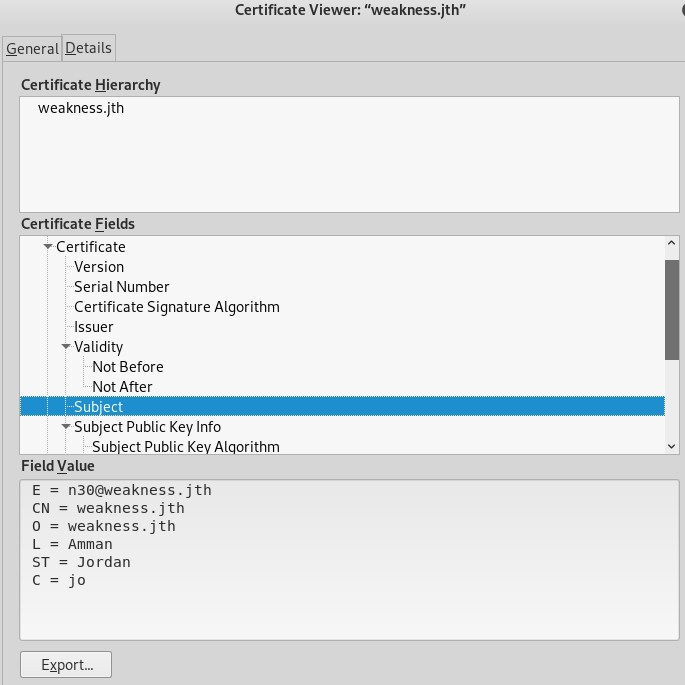 Certificate Viewer: “weakness.jth”
General Details
Certificate Hierarchy
weakness.jth
Certificate Fields
Certificate
Version
Serial Number
Certificate Signature Algorithm
Issuer
Validity
Not Before
Not After
Subject
Subject Public Key Info
Subject Public Key Algorithm
Field Value
E = n30@weakness.jth
CN = weakness.jth
O = weakness.jth
L = Amman
ST = Jordan
C = jo
Export...